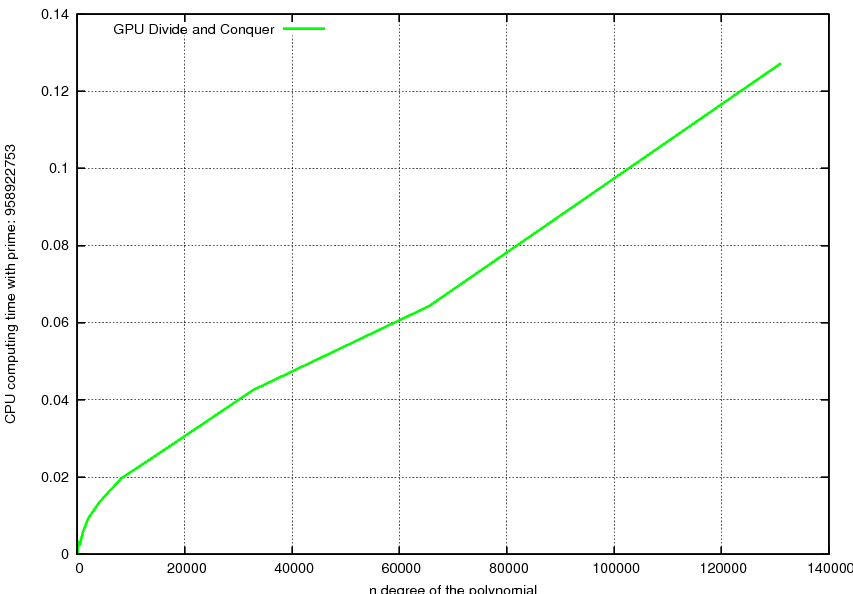 GPU Divide and Conquer
0.14
0.12
0.1
0.08
0.06
0.04
0.02
0
0 20000 40000 60000 80000 100000 120000 140000
CPU computing time with prime: 958922753
n degree of the polynomial